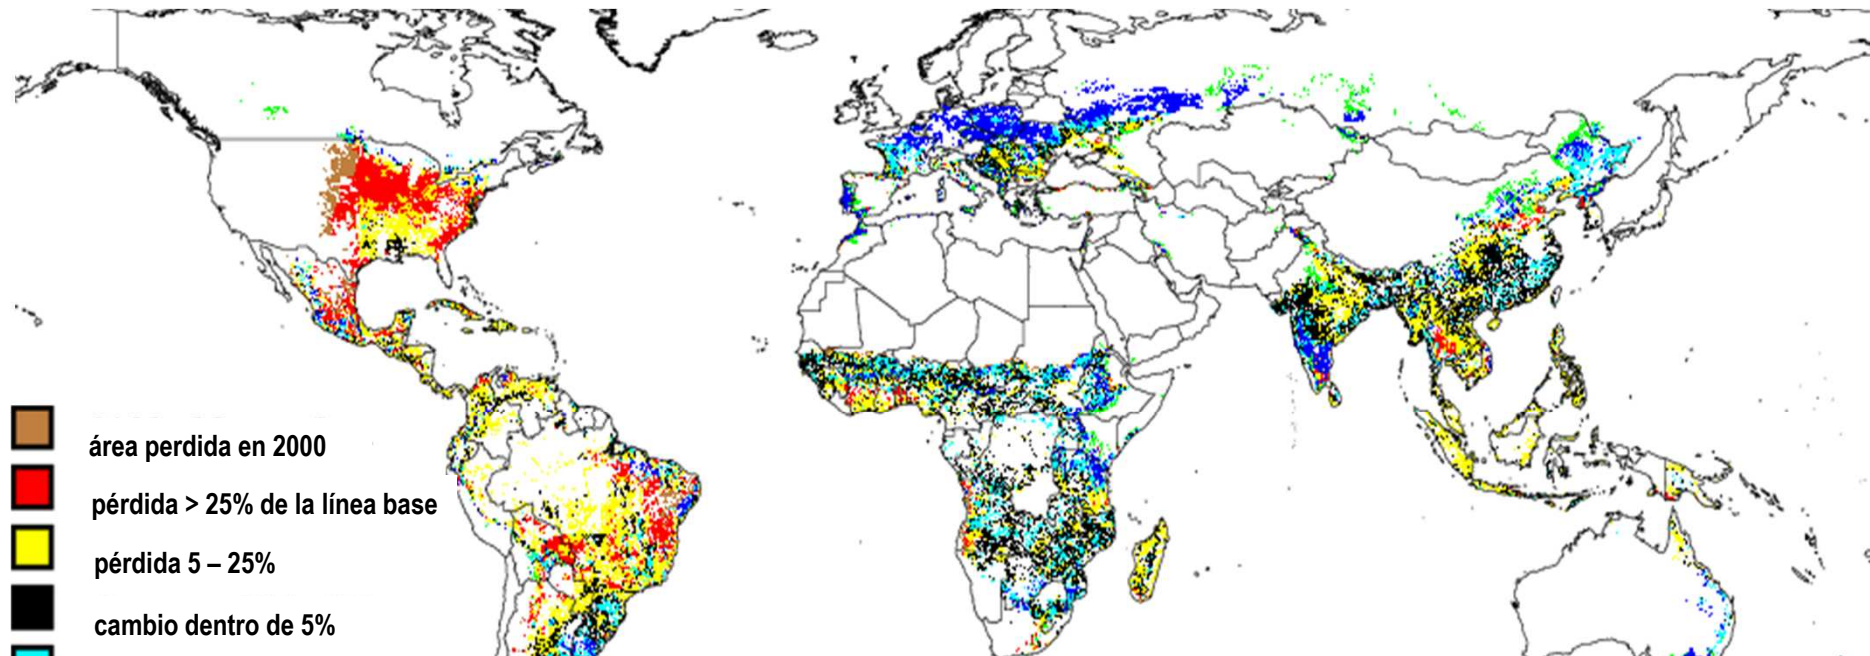 área perdida en 2000
pérdida > 25% de la línea base
pérdida 5 – 25%
cambio dentro de 5%